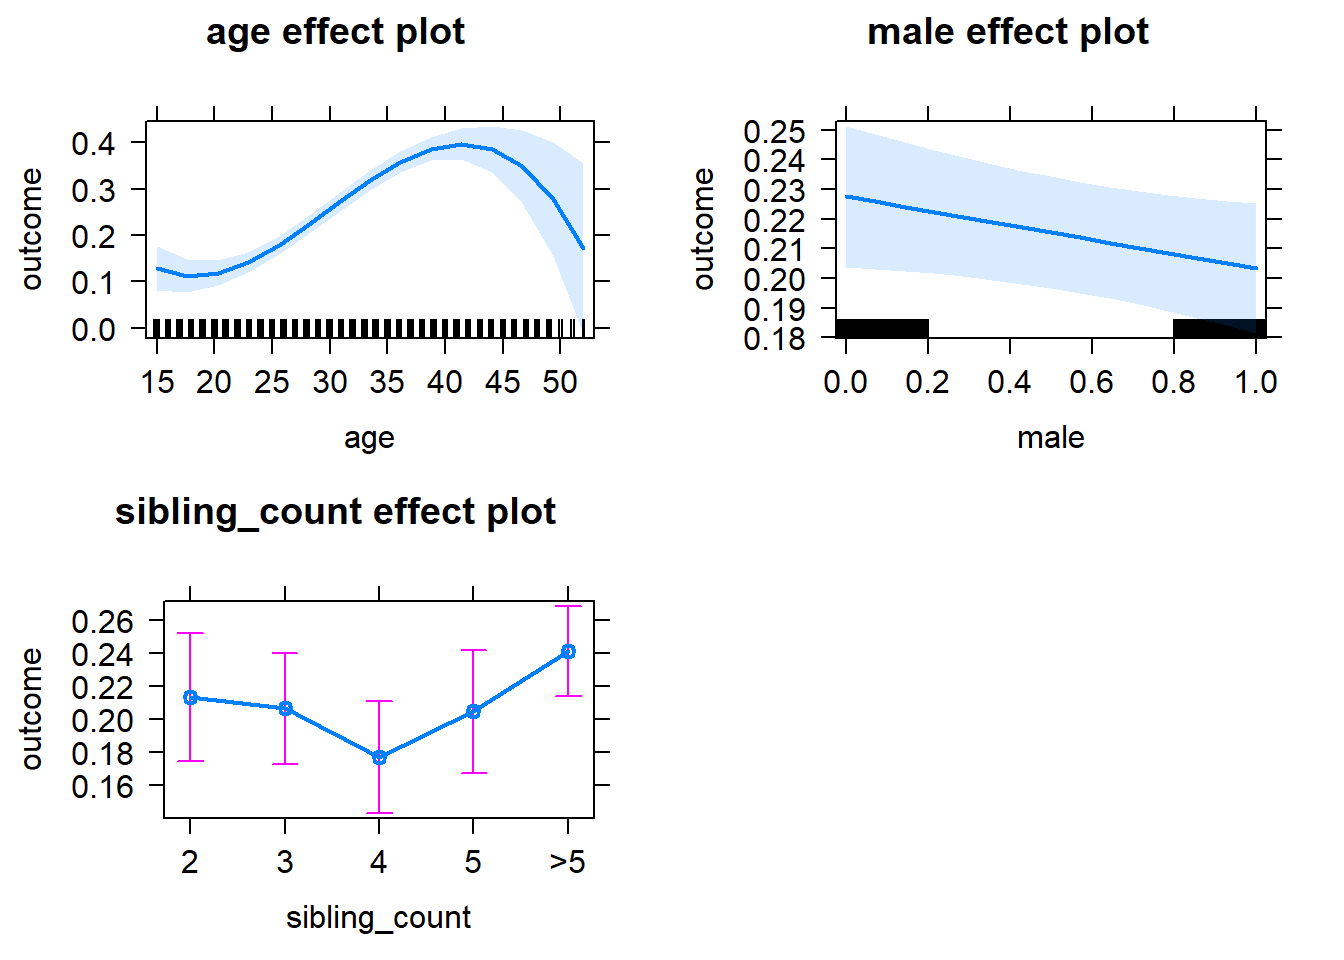 age effect plot
outcome
0.4
0.3
0.2
0.1
0.0
15 20 25 30 35 40 45 50
age
male effect plot
outcome
0.25
0.24
0.23
0.22
0.21
0.20
0.19
0.18
0.0 0.2 0.4 0.6 0.8 1.0
male
sibling_count effect plot
outcome
0.26
0.24
0.22
0.20
0.18
0.16
2 3 4 5 >5
sibling_count